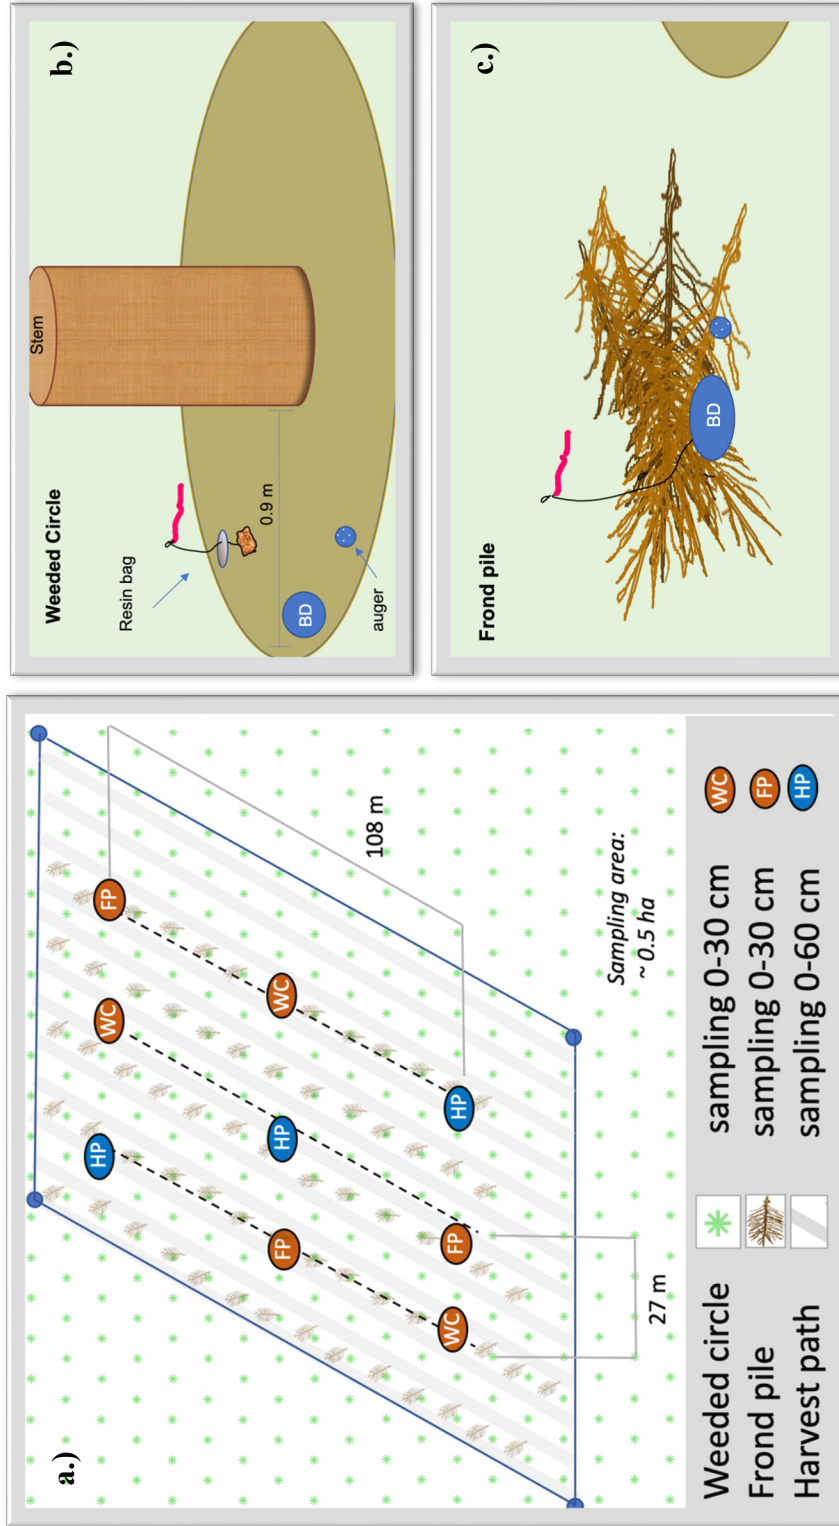 a.)
FP
WC
HP
WC
FP
HP
WC
FP
HP
108 m
27 m
Sampling area:
~ 0.5 ha
Weeded circle sampling 0-30 cm WC
Frond pile sampling 0-30 cm FP
Harvest path sampling 0-60 cm HP
b.)
Weeded Circle
Stem
Resin bag
0.9 m
BD
auger
c.)
Frond pile
BD